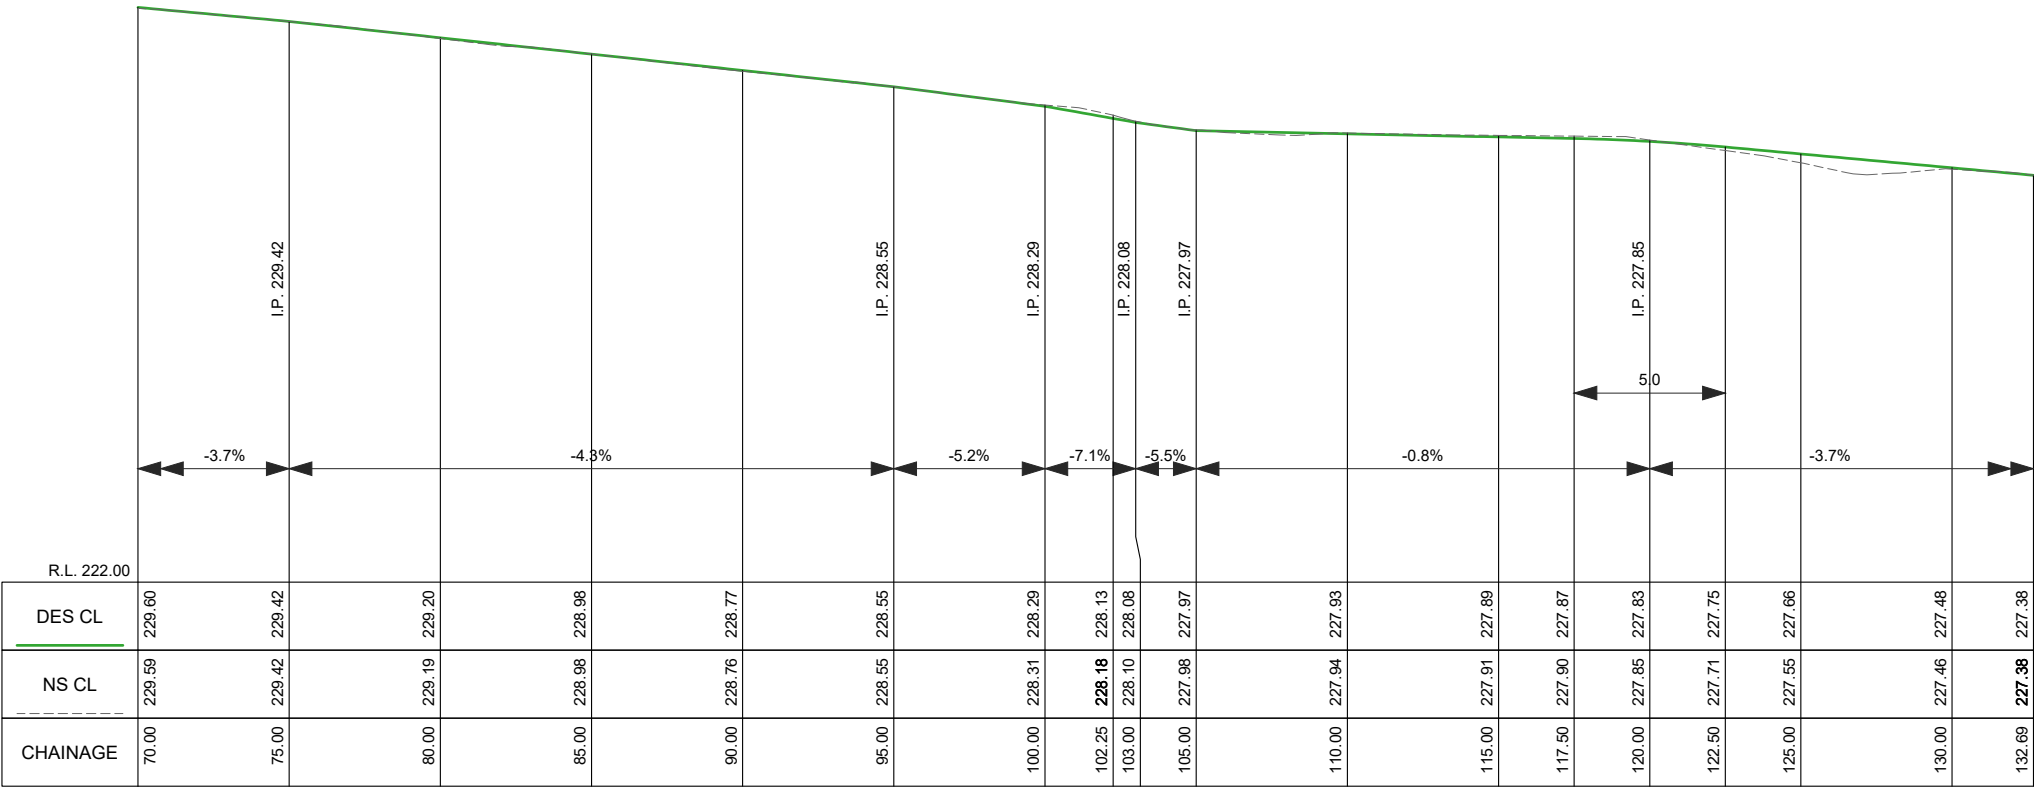 I.P. 229.42
I.P. 228.55
I.P. 228.29
I.P. 228.08
I.P. 227.97
I.P. 227.85
5.0
-3.7%
-4.3%
-5.2%
-7.1%
-5.5%
-0.8%
-3.7%
R.L. 222.00
DES CL 229.60 229.42 229.20 228.98 228.77 228.55 228.29 228.13 228.08 227.97 227.93 227.89 227.87 227.83 227.75 227.66 227.48 227.38
NS CL 229.59 229.42 229.19 228.98 228.76 228.55 228.31 228.18 228.10 227.98 227.94 227.91 227.90 227.85 227.71 227.55 227.46 227.38
CHAINAGE 70.00 75.00 80.00 85.00 90.00 95.00 100.00 102.25 103.00 105.00 110.00 115.00 117.50 120.00 122.50 125.00 130.00 132.69